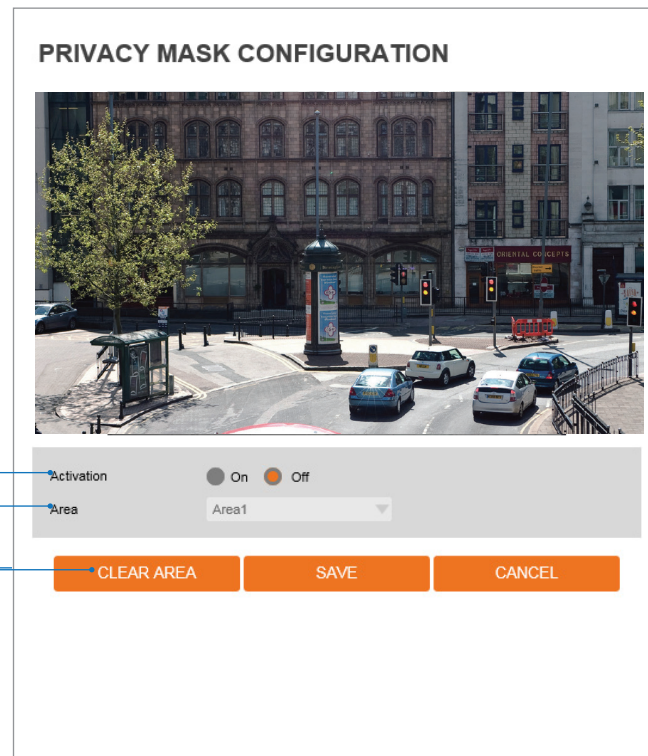 PRIVACY MASK CONFIGURATION
ORIENTAL CONCEPTS
Activation
On
Off
Area
Area1
CLEAR AREA
SAVE
CANCEL